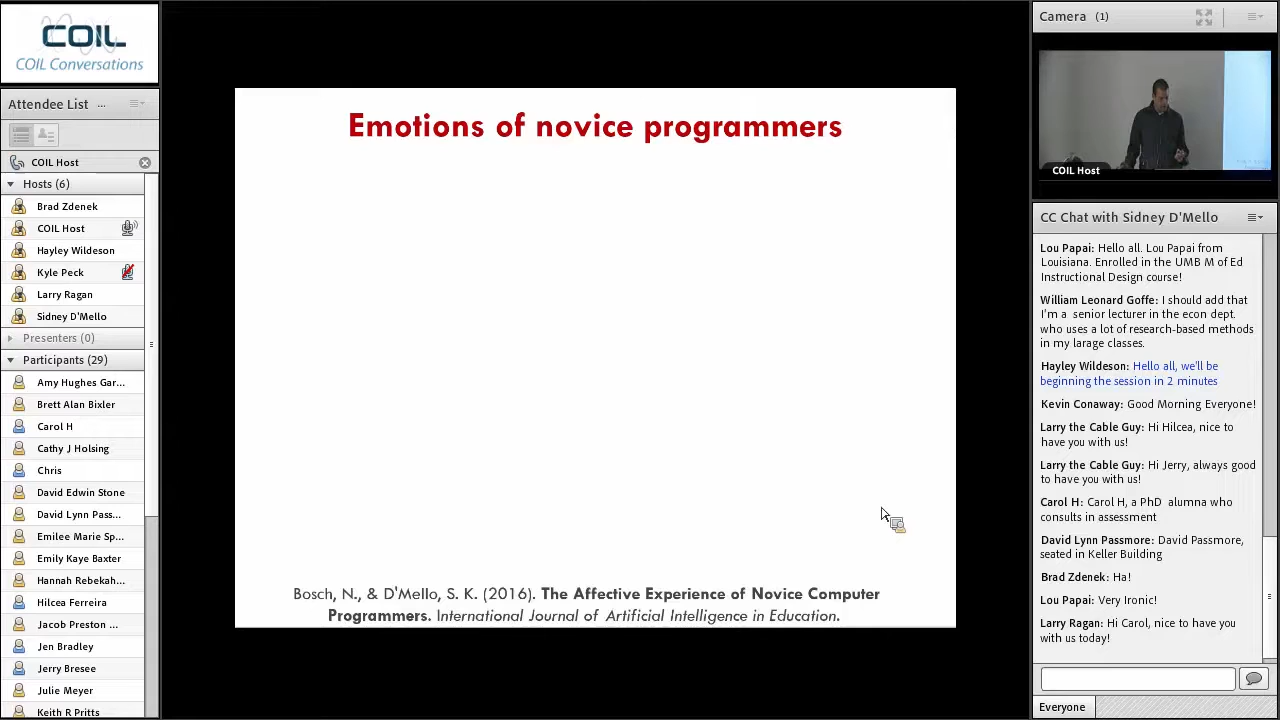 COIL
COIL Conversations
Attendee List ...
COIL Host
Hosts (6)
Brad Zdenek
COIL Host
Hayley Wildeson
Kyle Peck
Larry Ragan
Sidney D'Mello
Presenters (0)
Participants (29)
Amy Hughes Gar...
Brett Alan Bixler
Carol H
Cathy J Holsing
Chris
David Edwin Stone
David Lynn Pass...
Emilee Marie Sp...
Emily Kaye Baxter
Hannah Rebekah...
Hilcea Ferreira
Jacob Preston ...
Jen Bradley
Jerry Bresee
Julie Meyer
Keith R Pritts
Emotions of novice programmers
Bosch, N., & D'Mello, S. K. (2016). The Affective Experience of Novice Computer
Programmers. International Journal of Artificial Intelligence in Education.
Camera (1)
COIL Host
CC Chat with Sidney D'Mello
Lou Papai: Hello all. Lou Papai from
Louisiana. Enrolled in the UMB M of Ed
Instructional Design course!
William Leonard Goffe: I should add that
I'm a senior lecturer in the econ dept.
who uses a lot of research-based methods
in my larage classes.
Hayley Wildeson: Hello all, we'll be
beginning the session in 2 minutes
Kevin Conaway: Good Morning Everyone!
Larry the Cable Guy: Hi Hilcea, nice to
have you with us!
Larry the Cable Guy: Hi Jerry, always good
to have you with us!
Carol H: Carol H, a PhD alumna who
consults in assessment
David Lynn Passmore: David Passmore,
seated in Keller Building
Brad Zdenek: Ha!
Lou Papai: Very Ironic!
Larry Ragan: Hi Carol, nice to have you
with us today!
Everyone